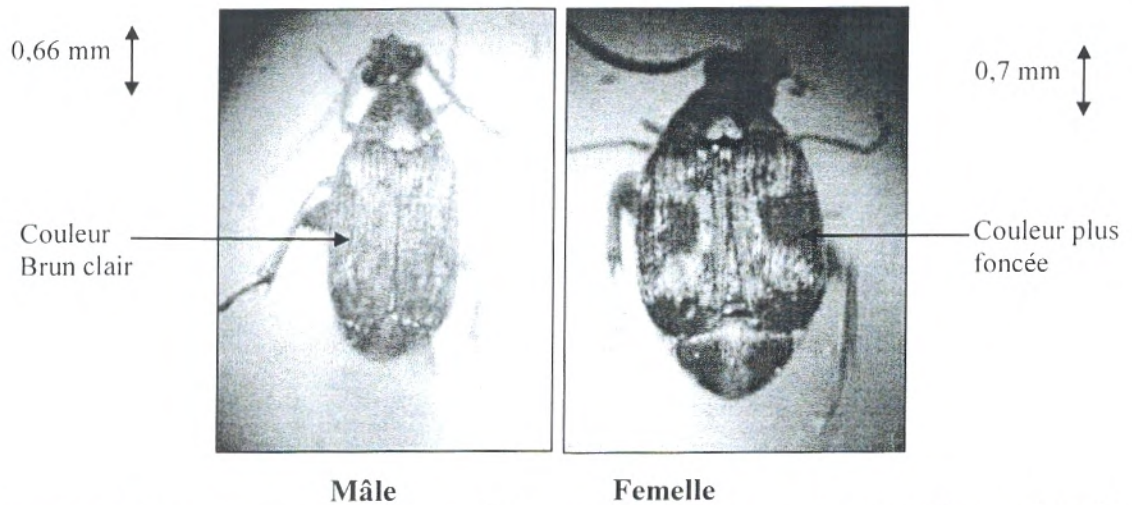 0,66 mm
0,7 mm
Couleur
Brun clair
Couleur plus
foncée
Mâle
Femelle